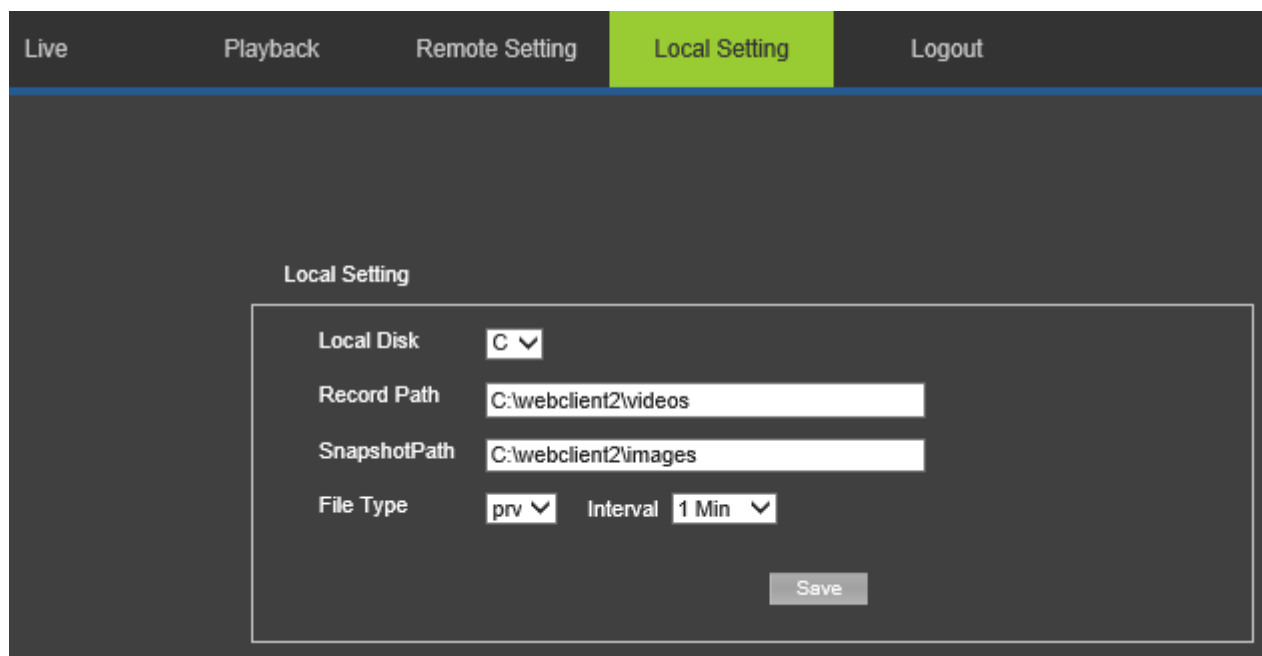 Live Playback Remote Setting Local Setting Logout
Local Setting
Local Disk C
Record Path C:\webclient2\videos
SnapshotPath C:\webclient2\images
File Type prv Interval 1 Min
Save